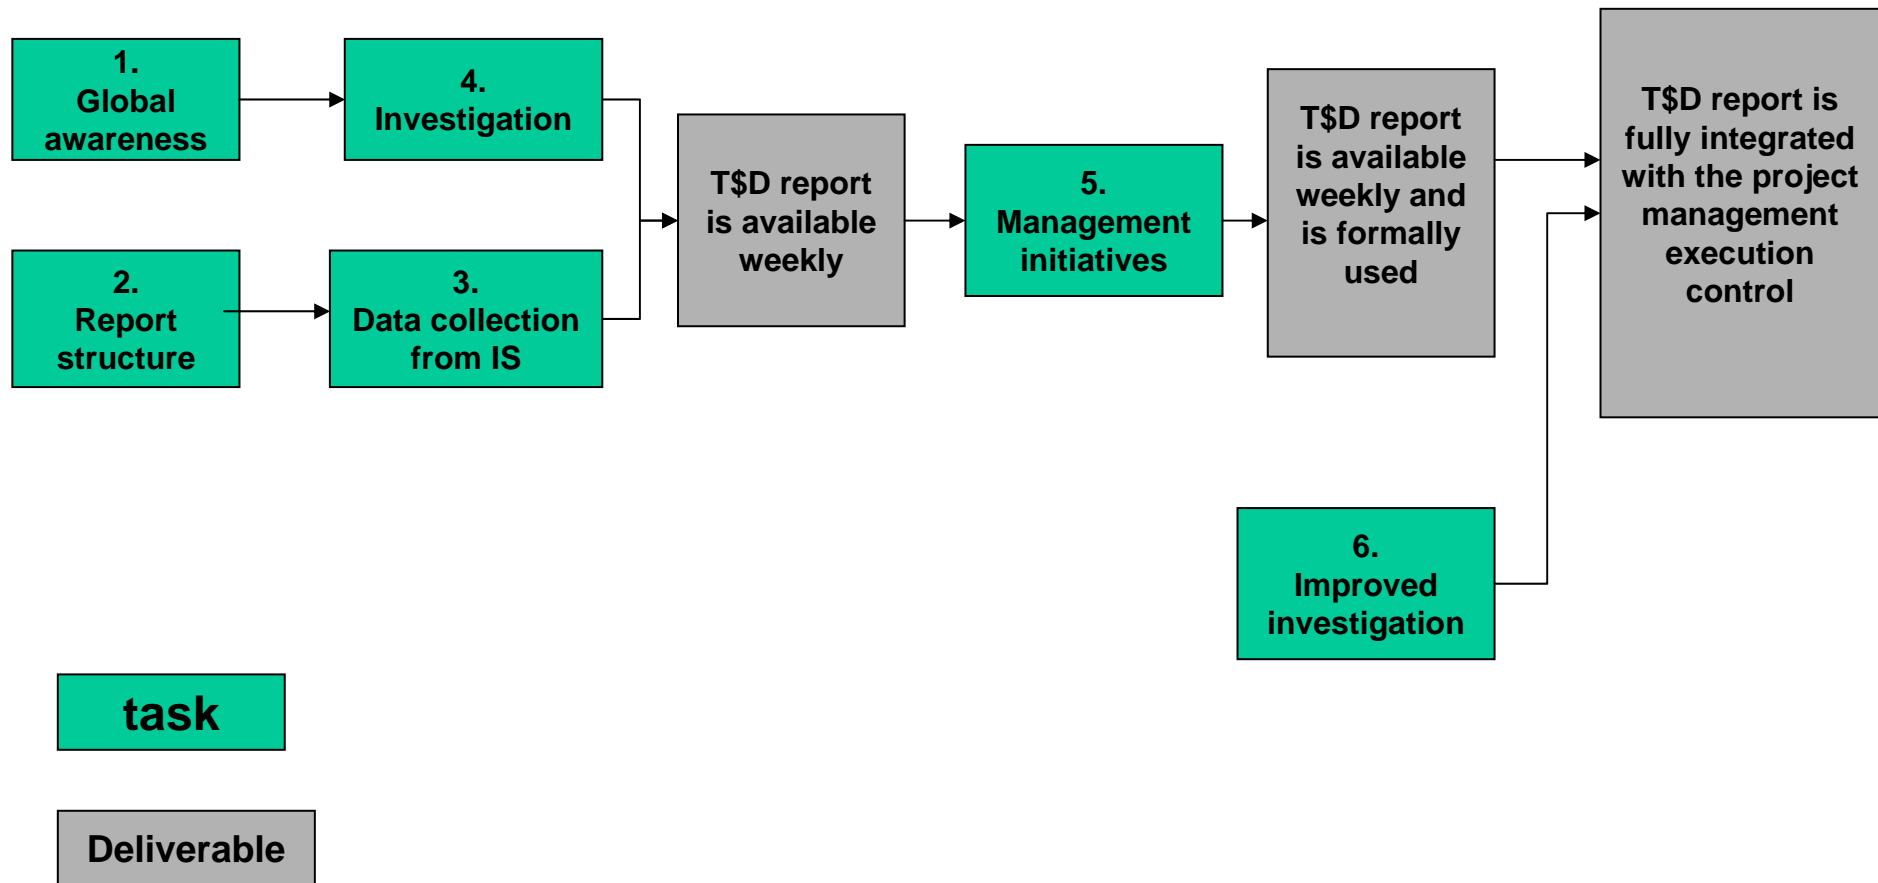 1.
Global
awareness
4.
Investigation
2.
Report
structure
3.
Data collection
from IS
T$D report
is available
weekly
5.
Management
initiatives
T$D report
is available
weekly and
is formally
used
T$D report is
fully integrated
with the project
management
execution
control
6.
Improved
investigation
task
Deliverable